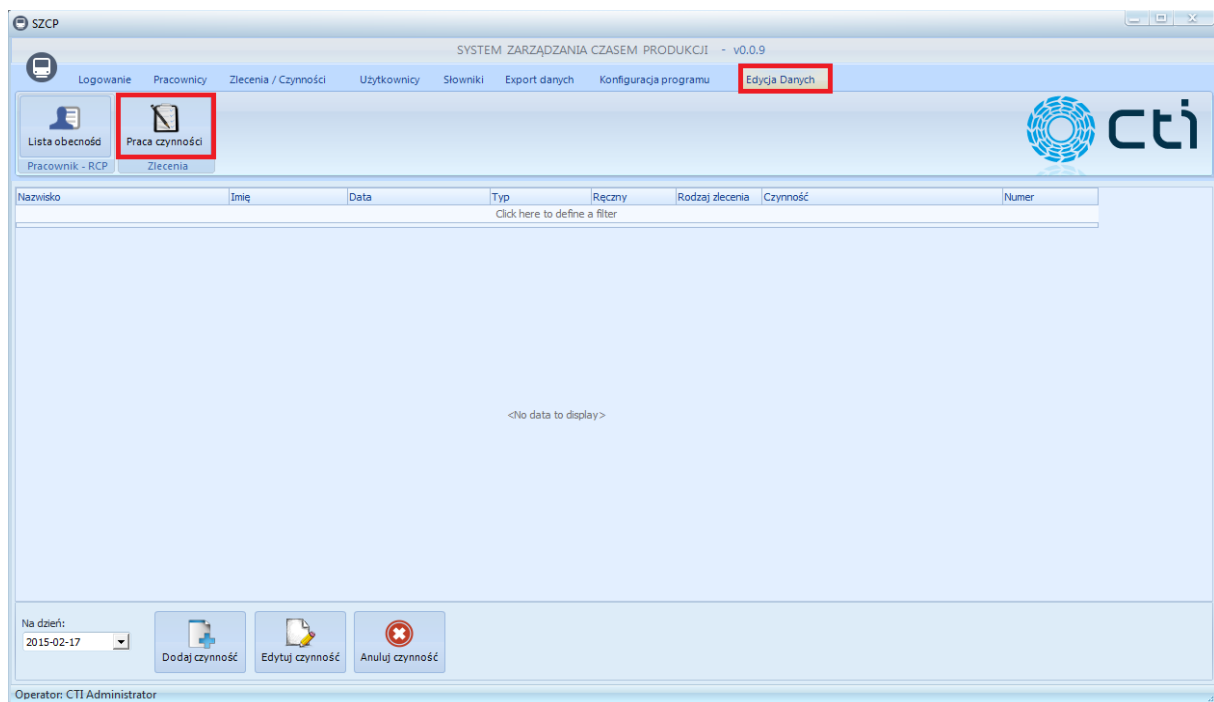 SZCP
SYSTEM ZARZĄDZANIA CZASEM PRODUKCJI - v0.0.9
Logowanie Pracownicy Zlecenia / Czynności Użytkownicy Słowniki Export danych Konfiguracja programu Edycja Danych
Lista obecności Praca czynności
Pracownik - RCP Zlecenia
cti
Nazwisko Imię Data Typ Ręczny Rodzaj zlecenia Czynność Numer
Click here to define a filter
<No data to display>
Na dzień:
2015-02-17
Dodaj czynność Edytuj czynność Anuluj czynność
Operator: CTI Administrator